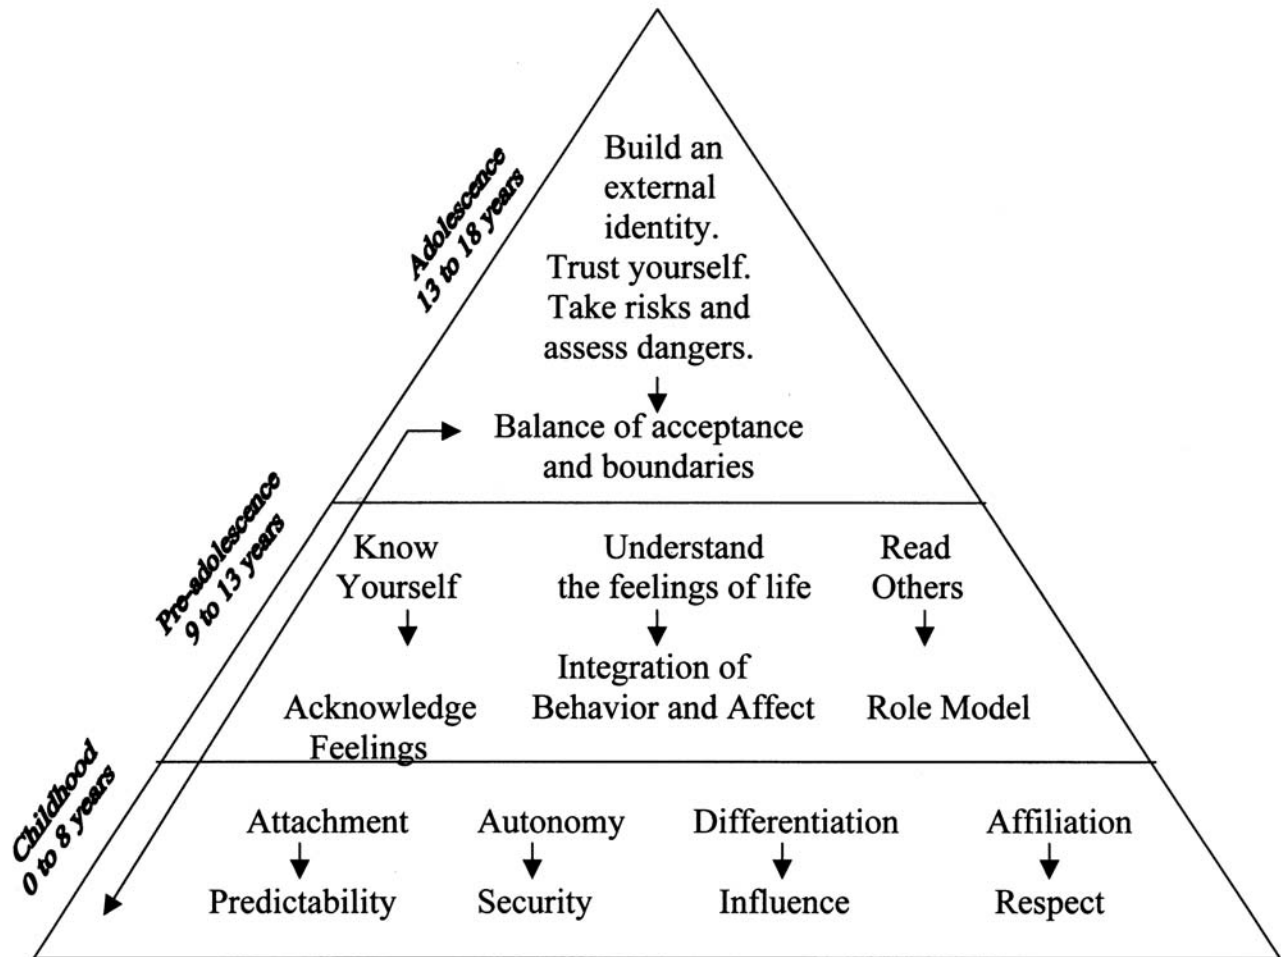 Adolescence
13 to 18 years
Build an
external
identity.
Trust yourself.
Take risks and
assess dangers.
Balance of acceptance
and boundaries
Pre-adolescence
9 to 13 years
Know
Yourself
Understand
the feelings of life
Read
Others
Acknowledge
Feelings
Integration of
Behavior and Affect
Role Model
Childhood
0 to 8 years
Attachment
Autonomy
Differentiation
Affiliation
Predictability
Security
Influence
Respect